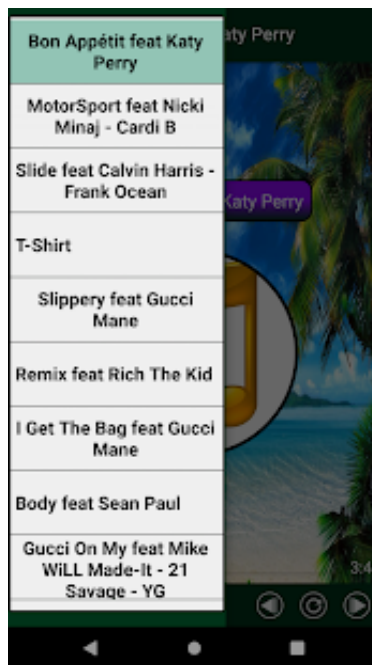 Bon Appétit feat Katy
Perry
aty Perry
MotorSport feat Nicki
Minaj - Cardi B
Slide feat Calvin Harris -
Frank Ocean
Katy Perry
T-Shirt
Slippery feat Gucci
Mane
Remix feat Rich The Kid
I Get The Bag feat Gucci
Mane
Body feat Sean Paul
Gucci On My feat Mike
WiLL Made-It - 21
Savage - YG
3:4